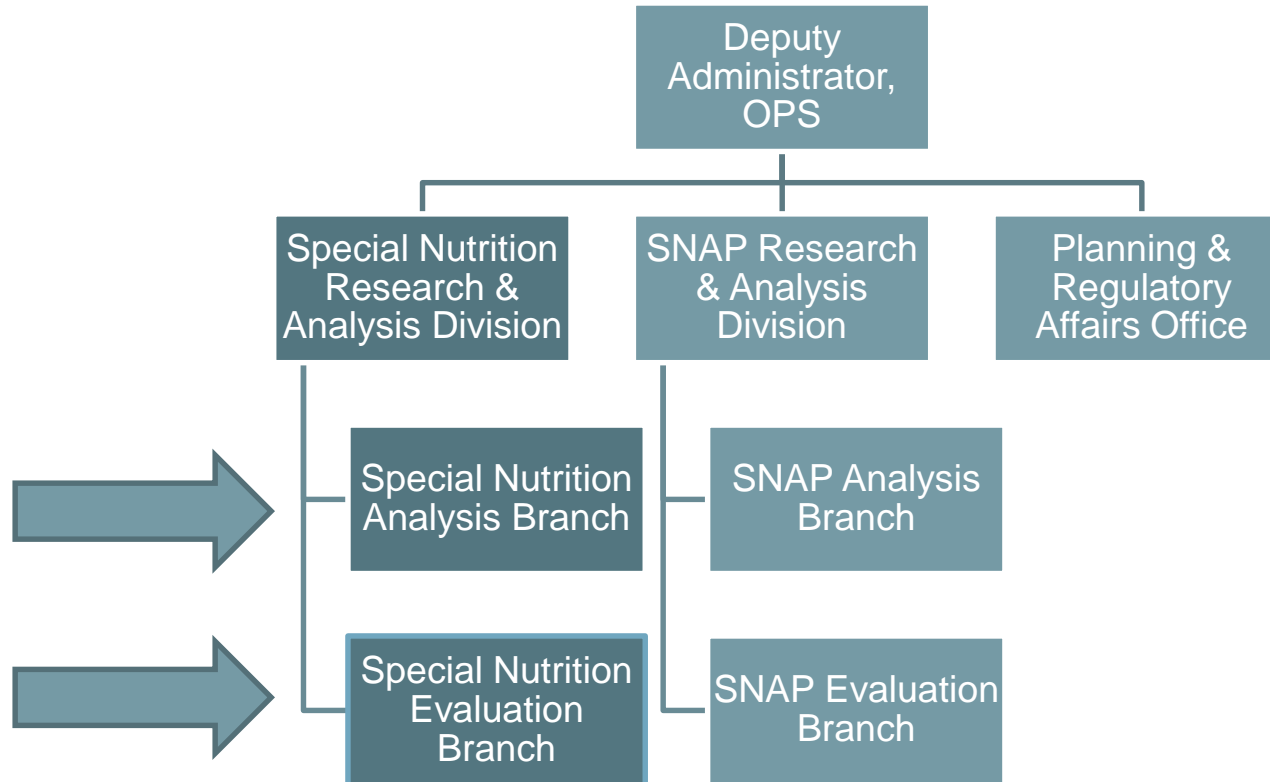 Deputy
Administrator,
OPS
Special Nutrition
Research &
Analysis Division
SNAP Research
& Analysis
Division
Planning &
Regulatory
Affairs Office
Special Nutrition
Analysis Branch
SNAP Analysis
Branch
Special Nutrition
Evaluation
Branch
SNAP Evaluation
Branch